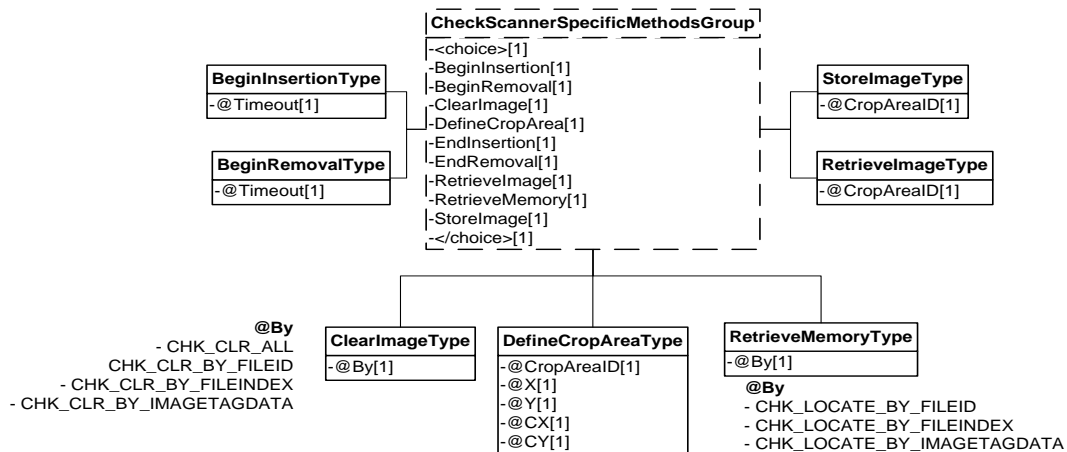 CheckScannerSpecificMethodsGroup
-<choice>[1]
-BeginInsertion[1]
-BeginRemoval[1]
-ClearImage[1]
-DefineCropArea[1]
-EndInsertion[1]
-EndRemoval[1]
-RetrieveImage[1]
-RetrieveMemory[1]
-StoreImage[1]
-</choice>[1]
BeginInsertionType
-@Timeout[1]
BeginRemovalType
-@Timeout[1]
StoreImageType
-@CropAreaID[1]
RetrieveImageType
-@CropAreaID[1]
@By
- CHK_CLR_ALL
CHK_CLR_BY_FILEID
- CHK_CLR_BY_FILEINDEX
- CHK_CLR_BY_IMAGETAGDATA
ClearImageType
-@By[1]
DefineCropAreaType
-@CropAreaID[1]
-@X[1]
-@Y[1]
-@CX[1]
-@CY[1]
RetrieveMemoryType
-@By[1]
@By
- CHK_LOCATE_BY_FILEID
- CHK_LOCATE_BY_FILEINDEX
- CHK_LOCATE_BY_IMAGETAGDATA